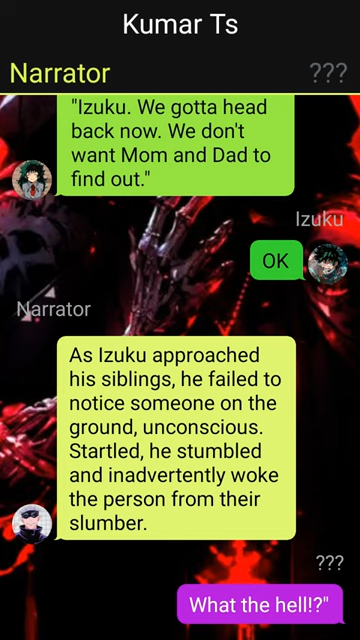 Kumar Ts
Narrator
???
"Izuku. We gotta head
back now. We don't
want Mom and Dad to
find out."
Izuku
OK
Narrator
As Izuku approached
his siblings, he failed to
notice someone on the
ground, unconscious.
Startled, he stumbled
and inadvertently woke
the person from their
slumber.
???
What the hell!?"